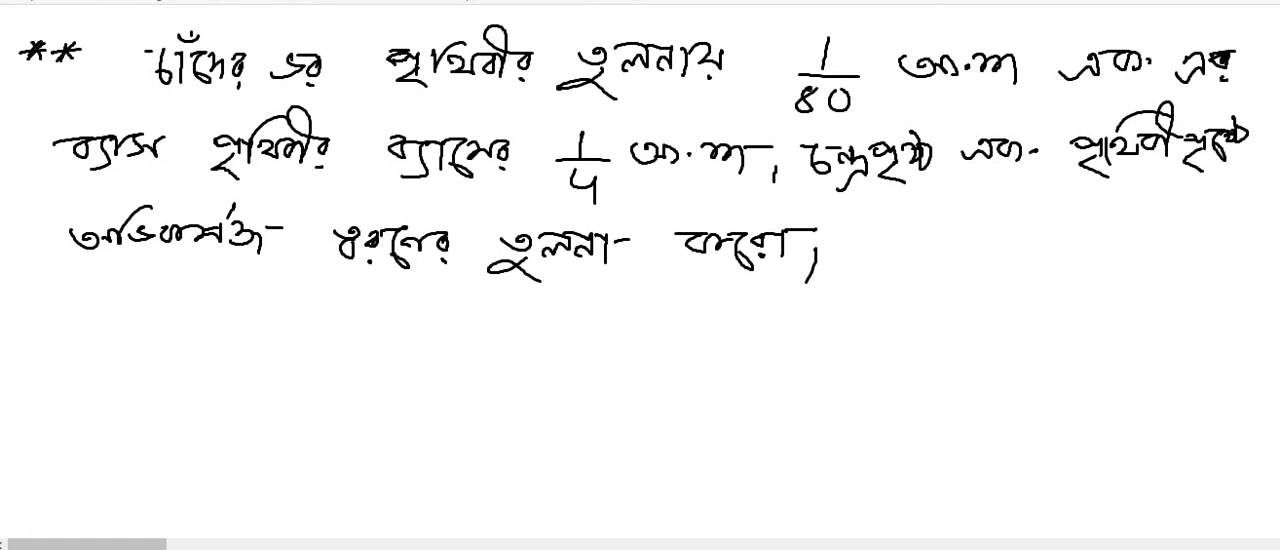 ** চাঁদের ভর পৃথিবীর তুলনায় 1/80 অংশ এবং এর
ব্যাস পৃথিবীর ব্যাসের 1/4 অংশ, চন্দ্রপৃষ্ঠে এবং পৃথিবীপৃষ্ঠে
অভিকর্ষজ ত্বরণের তুলনা করো,